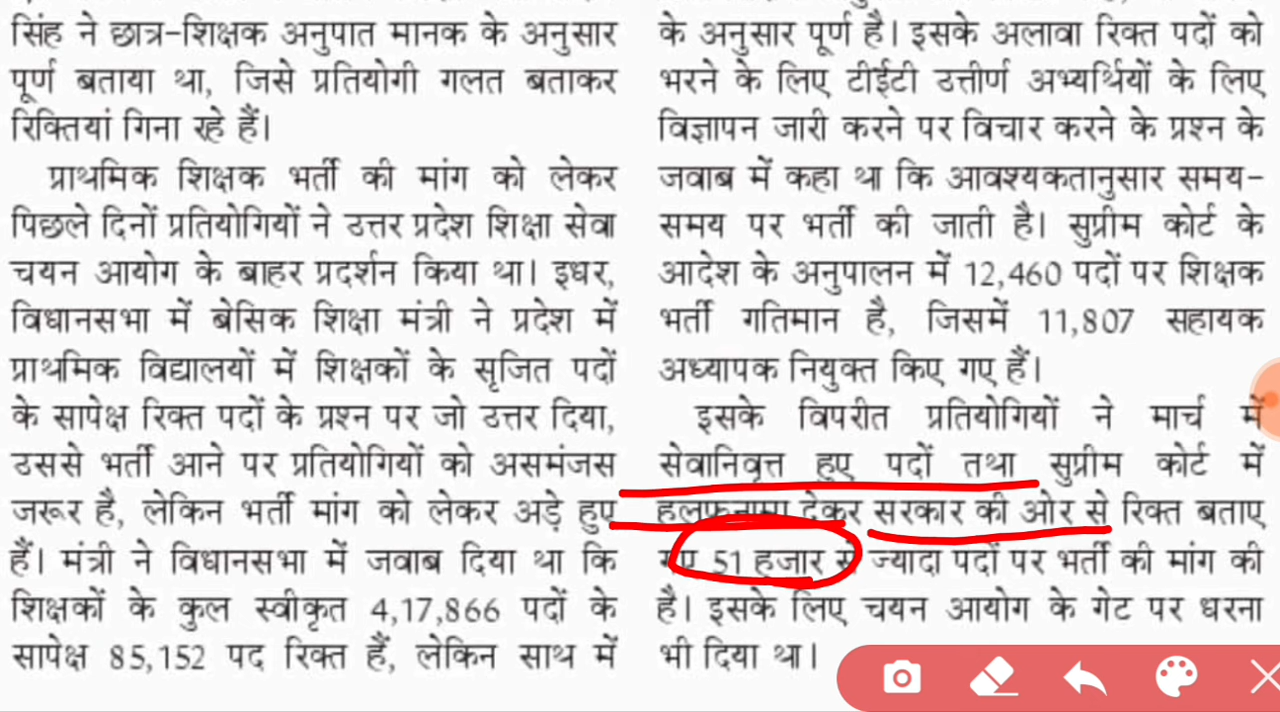 सिंह ने छात्र-शिक्षक अनुपात मानक के अनुसार
पूर्ण बताया था, जिसे प्रतियोगी गलत बताकर
रिक्तियां गिना रहे हैं।
प्राथमिक शिक्षक भर्ती की मांग को लेकर
पिछले दिनों प्रतियोगियों ने उत्तर प्रदेश शिक्षा सेवा
चयन आयोग के बाहर प्रदर्शन किया था। इधर,
विधानसभा में बेसिक शिक्षा मंत्री ने प्रदेश में
प्राथमिक विद्यालयों में शिक्षकों के सृजित पदों
के सापेक्ष रिक्त पदों के प्रश्न पर जो उत्तर दिया,
उससे भर्ती आने पर प्रतियोगियों को असमंजस
जरूर है, लेकिन भर्ती मांग को लेकर अड़े हुए
हैं। मंत्री ने विधानसभा में जवाब दिया था कि
शिक्षकों के कुल स्वीकृत 4,17,866 पदों के
सापेक्ष 85,152 पद रिक्त हैं, लेकिन साथ में
के अनुसार पूर्ण है। इसके अलावा रिक्त पदों को
भरने के लिए टीईटी उत्तीर्ण अभ्यर्थियों के लिए
विज्ञापन जारी करने पर विचार करने के प्रश्न के
जवाब में कहा था कि आवश्यकतानुसार समय-
समय पर भर्ती की जाती है। सुप्रीम कोर्ट के
आदेश के अनुपालन में 12,460 पदों पर शिक्षक
भर्ती गतिमान है, जिसमें 11,807 सहायक
अध्यापक नियुक्त किए गए हैं।
इसके विपरीत प्रतियोगियों ने मार्च में
सेवानिवृत्त हुए पदों तथा सुप्रीम कोर्ट में
हलफनामा देकर सरकार की ओर से रिक्त बताए
गए 51 हजार से ज्यादा पदों पर भर्ती की मांग की
है। इसके लिए चयन आयोग के गेट पर धरना
भी दिया था।